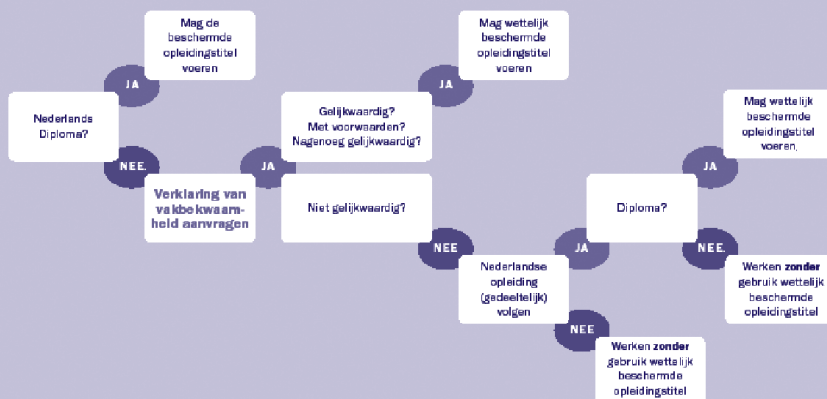 Mag de
beschermde
opleidingstitel
voeren
JA
Nederlands
Diploma?
NEE.
Verklaring van
vakbekwaam-
heid aanvragen
JA
Gelijkwaardig?
Met voorwaarden?
Nagenoeg gelijkwaardig?
JA
Mag wettelijk
beschermde
opleidingstitel
voeren
Niet gelijkwaardig?
NEE
Nederlandse
opleiding
(gedeeltelijk)
volgen
JA
Diploma?
JA
Mag wettelijk
beschermde
opleidingstitel
voeren,
NEE.
Werken zonder
gebruik wettelijk
beschermde
opleidingstitel
NEE
Werken zonder
gebruik wettelijk
beschermde
opleidingstitel